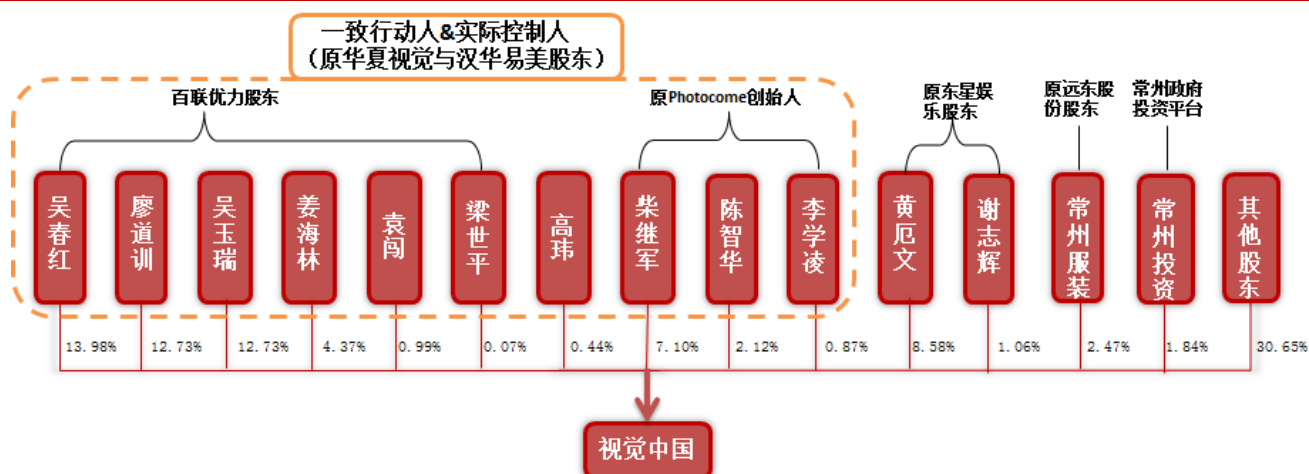 一致行动人&实际控制人
（原华夏视觉与汉华易美股东）
百联优力股东
原Photocome创始人
原东星娱
乐股东
原远东股
份股东
常州政府
投资平台
吴春红
廖道训
吴玉瑞
姜海林
袁闯
梁世平
高玮
柴继军
陈智华
李学凌
黄厄文
谢志辉
常州服装
常州投资
其他股东
13.98%
12.73%
12.73%
4.37%
0.99%
0.07%
0.44%
7.10%
2.12%
0.87%
8.58%
1.06%
2.47%
1.84%
30.65%
视觉中国